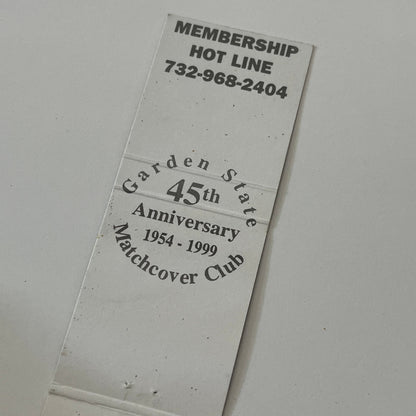 MEMBERSHIP
HOT LINE
732-968-2404
Garden State
45th
Anniversary
1954 - 1999
Matchcover Club